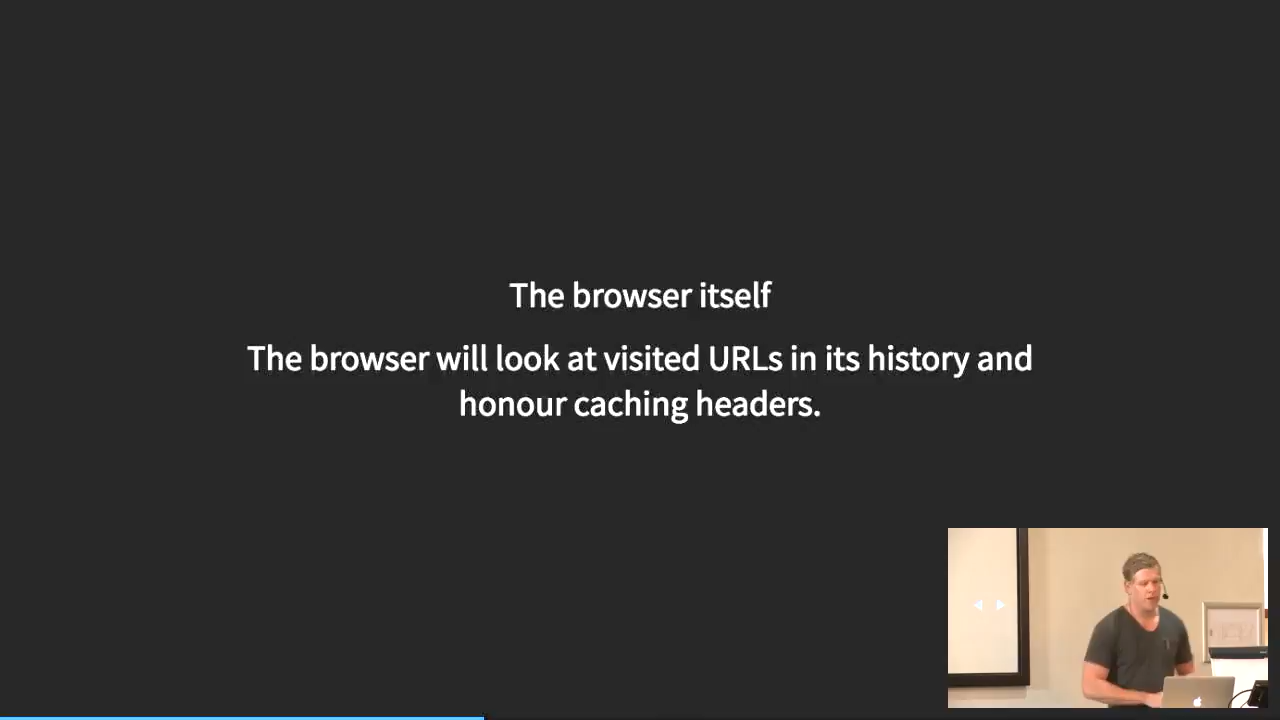 The browser itself
The browser will look at visited URLs in its history and
honour caching headers.